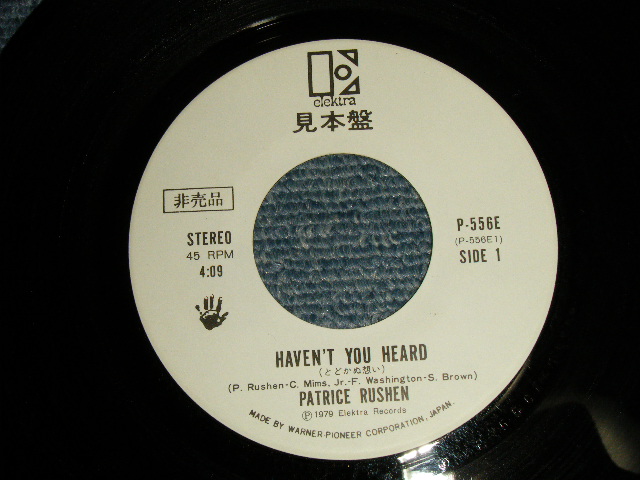 elektra
見本盤
非売品
STEREO
45 RPM
4:09
P-556E
(P-556E1)
SIDE 1
HAVEN'T YOU HEARD
(とどかぬ想い)
(P. Rushen-C. Mims, Jr.-F. Washington-S. Brown)
PATRICE RUSHEN
Ⓟ 1979 Elektra Records
MADE BY WARNER-PIONEER CORPORATION, JAPAN.